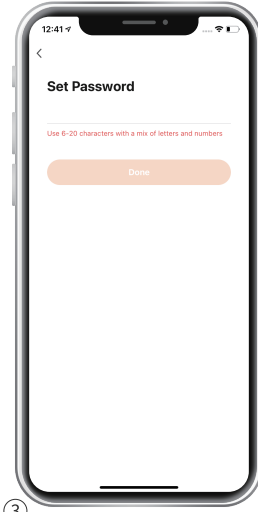 12:41
Set Password
Use 6-20 characters with a mix of letters and numbers
Done
3